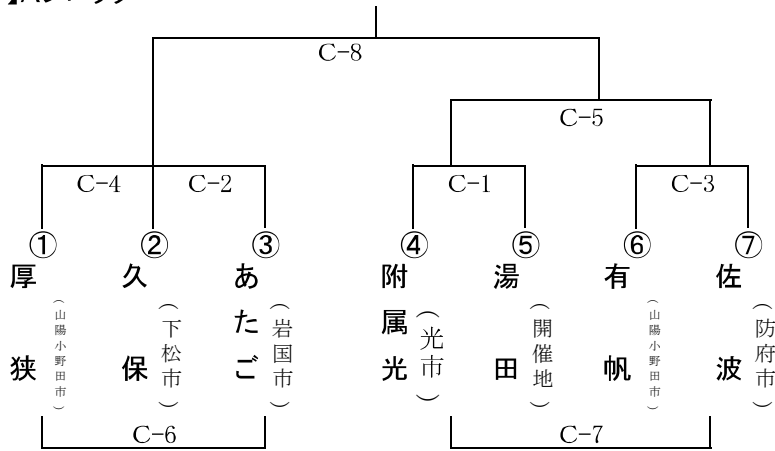 C-8
C-5
C-4
C-2
C-1
C-3
①
②
③
④
⑤
⑥
⑦
厚狭
(山陽小野田市)
久保
(下松市)
あたご
(岩国市)
附属光
(光市)
湯田
(開催地)
有帆
(山陽小野田市)
佐波
(防府市)
C-6
C-7